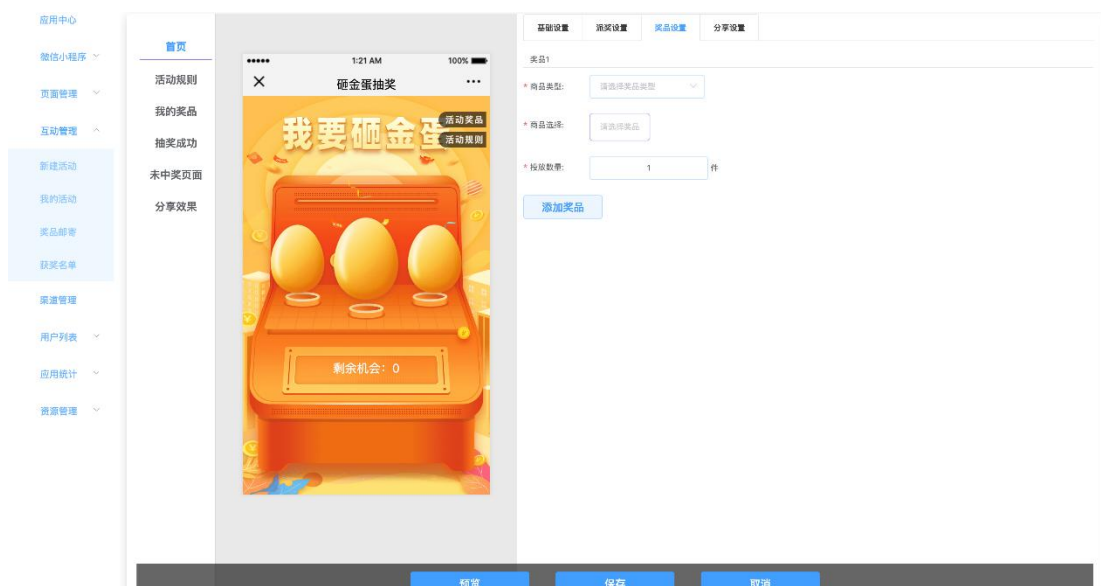 应用中心
微信小程序
页面管理
互动管理
新建活动
我的活动
奖品邮寄
获奖名单
渠道管理
用户列表
应用统计
资源管理
首页
活动规则
我的奖品
抽奖成功
未中奖页面
分享效果
1:21 AM
100%
砸金蛋抽奖
我要砸金蛋
活动奖品
活动规则
剩余机会：0
基础设置 派奖设置 奖品设置 分享设置
奖品1
* 商品类型: 请选择奖品类型
* 商品选择: 请选择奖品
* 投放数量: 1 件
添加奖品
预览 保存 取消